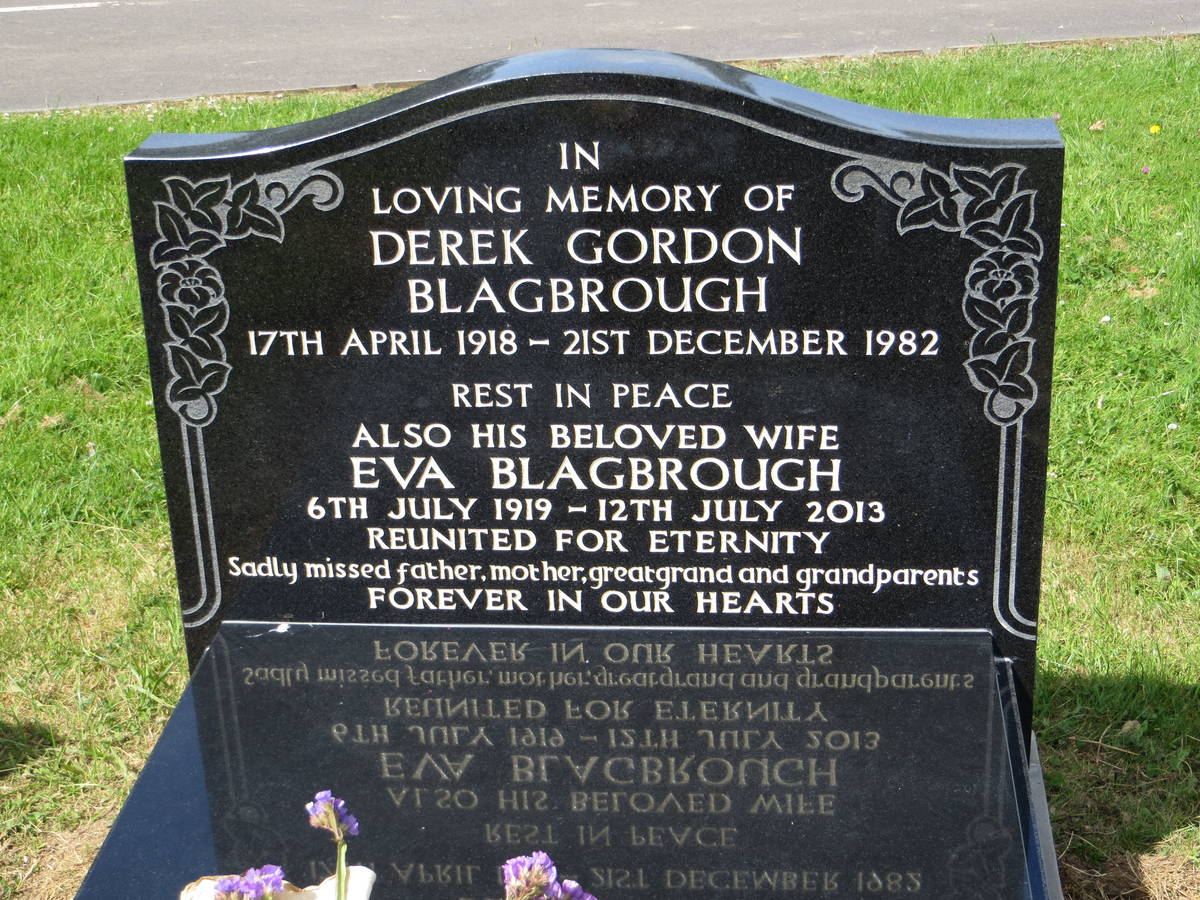 IN
LOVING MEMORY OF
DEREK GORDON
BLAGBROUGH
17TH APRIL 1918 – 21ST DECEMBER 1982
REST IN PEACE
ALSO HIS BELOVED WIFE
EVA BLAGBROUGH
6TH JULY 1919 – 12TH JULY 2013
REUNITED FOR ETERNITY
Sadly missed father, mother, greatgrand and grandparents
FOREVER IN OUR HEARTS